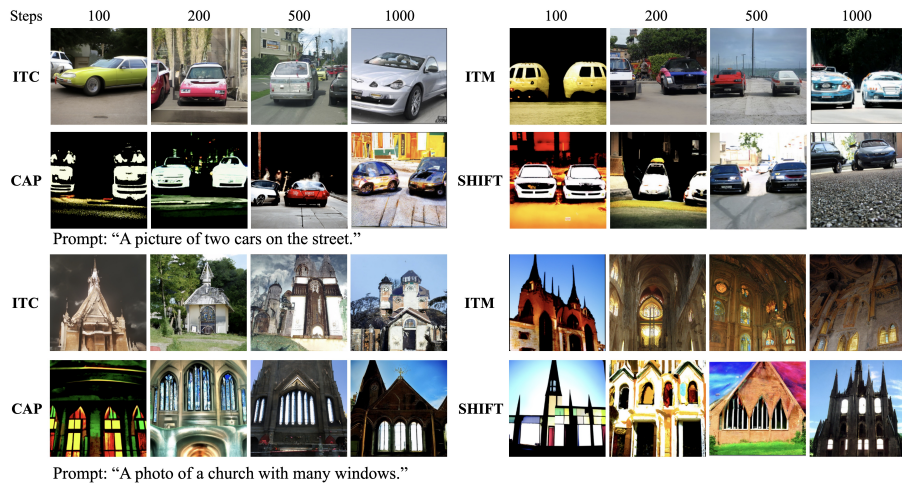 Steps 100 200 500 1000 100 200 500 1000
ITC ITM
CAP SHIFT
Prompt: “A picture of two cars on the street.”
ITC ITM
CAP SHIFT
Prompt: “A photo of a church with many windows.”